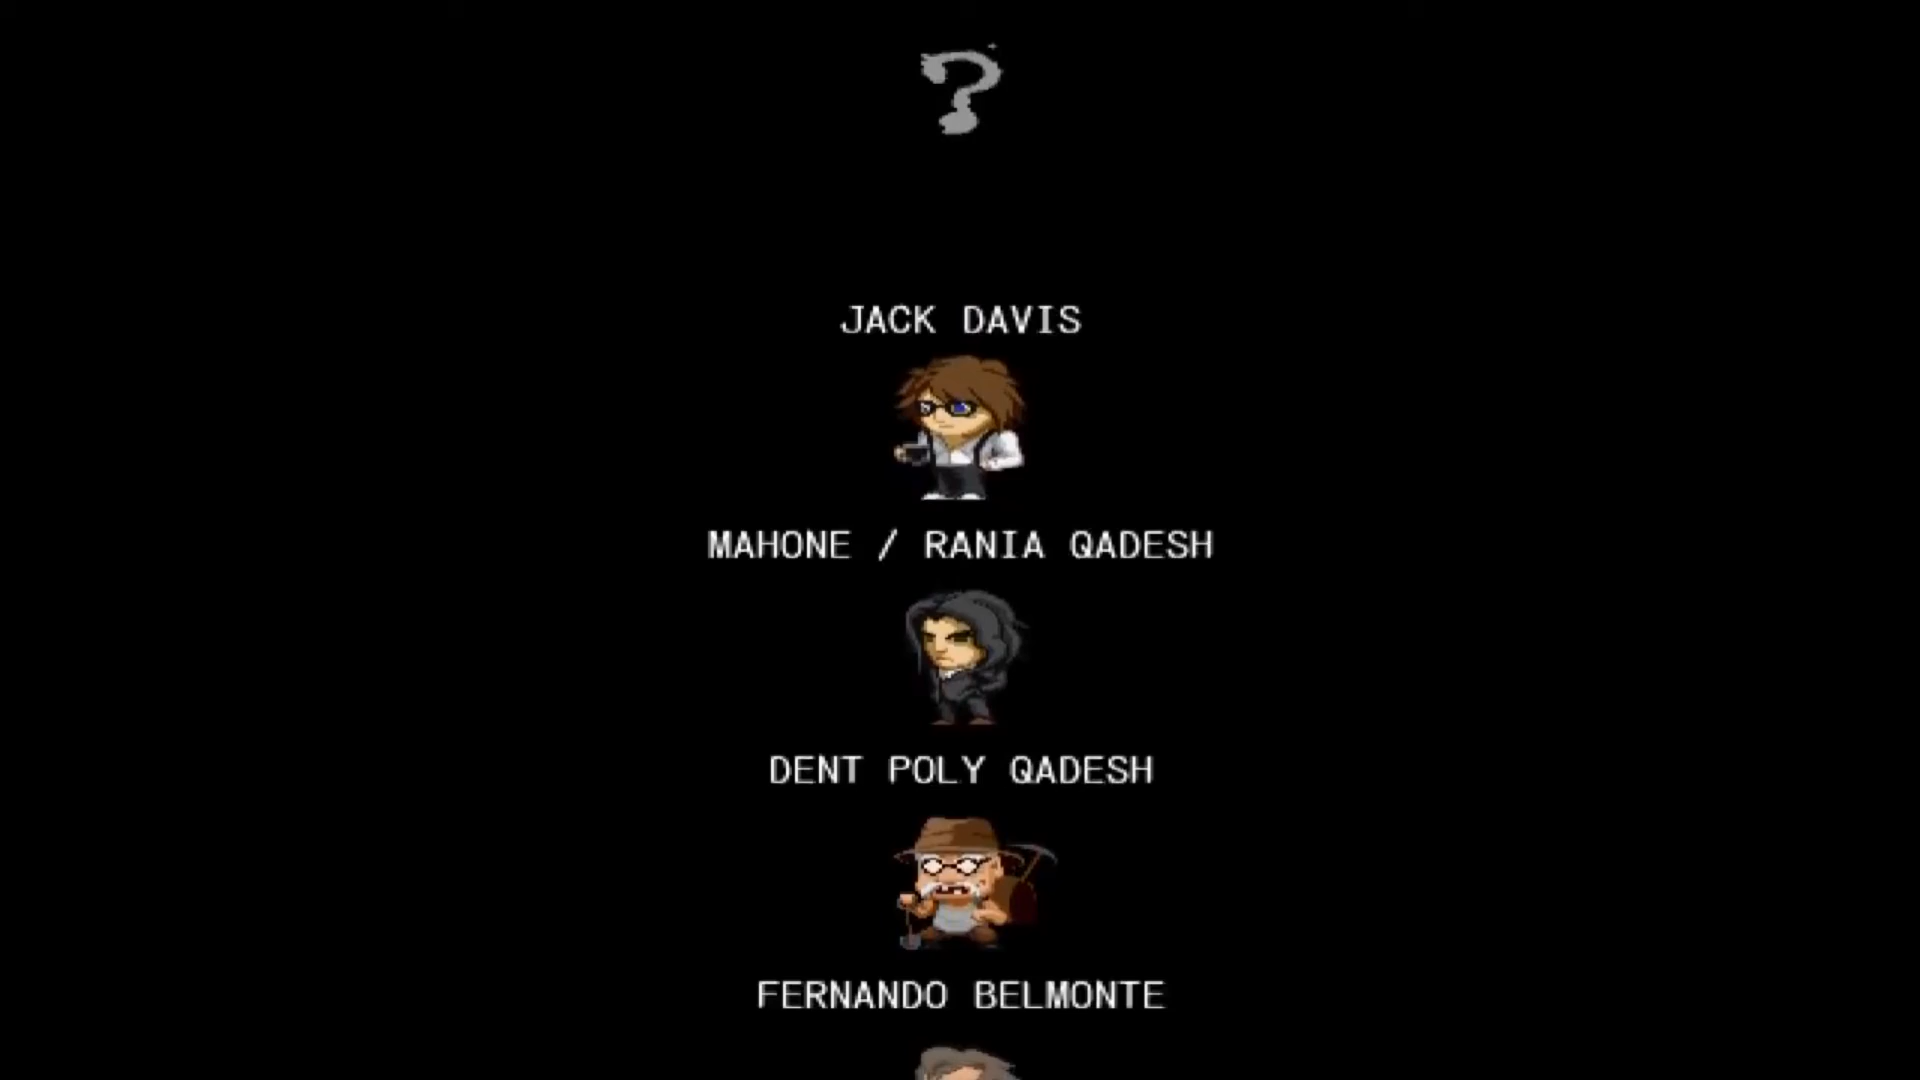 ?
JACK DAVIS
MAHONE / RANIA QADESH
DENT POLY QADESH
FERNANDO BELMONTE